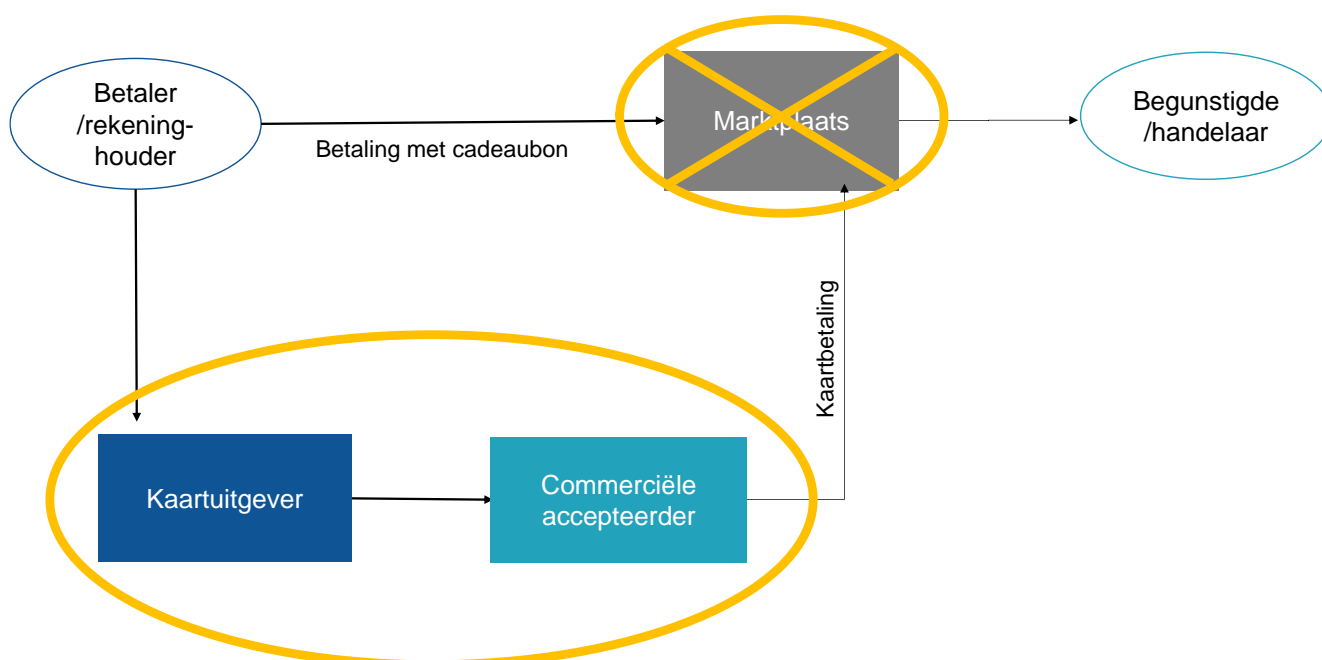 Betaler
/rekening-
houder
Betaling met cadeaubon
Marktplaats
Begunstigde
/handelaar
Kaartbetaling
Kaartuitgever
Commerciële
accepteerder